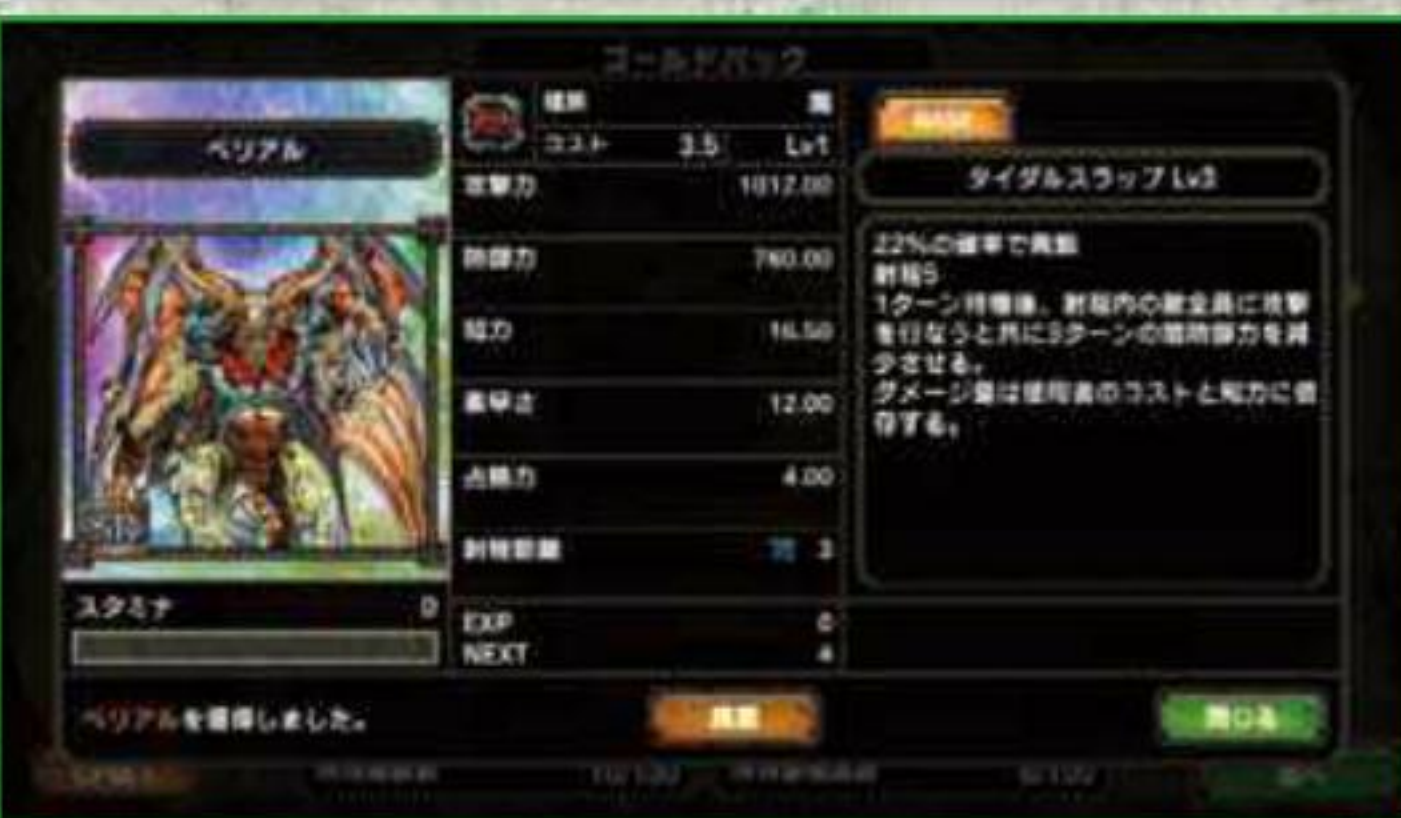 ゴールドパック
ベリアル
種族 魔
コスト 3.5 Lv1
攻撃力 1012.00
防御力 780.00
知力 16.50
素早さ 12.00
占領力 4.00
射程距離 3
スタミナ 0
EXP 0
NEXT 4
タイダルスラップ Lv3
22%の確率で発動
射程5
1ターン待機後、射程内の敵全員に攻撃
を行なうと共に3ターンの間防御力を減
少させる。
ダメージ量は使用者のコストと知力に依
存する。
ベリアルを獲得しました。
閉じる